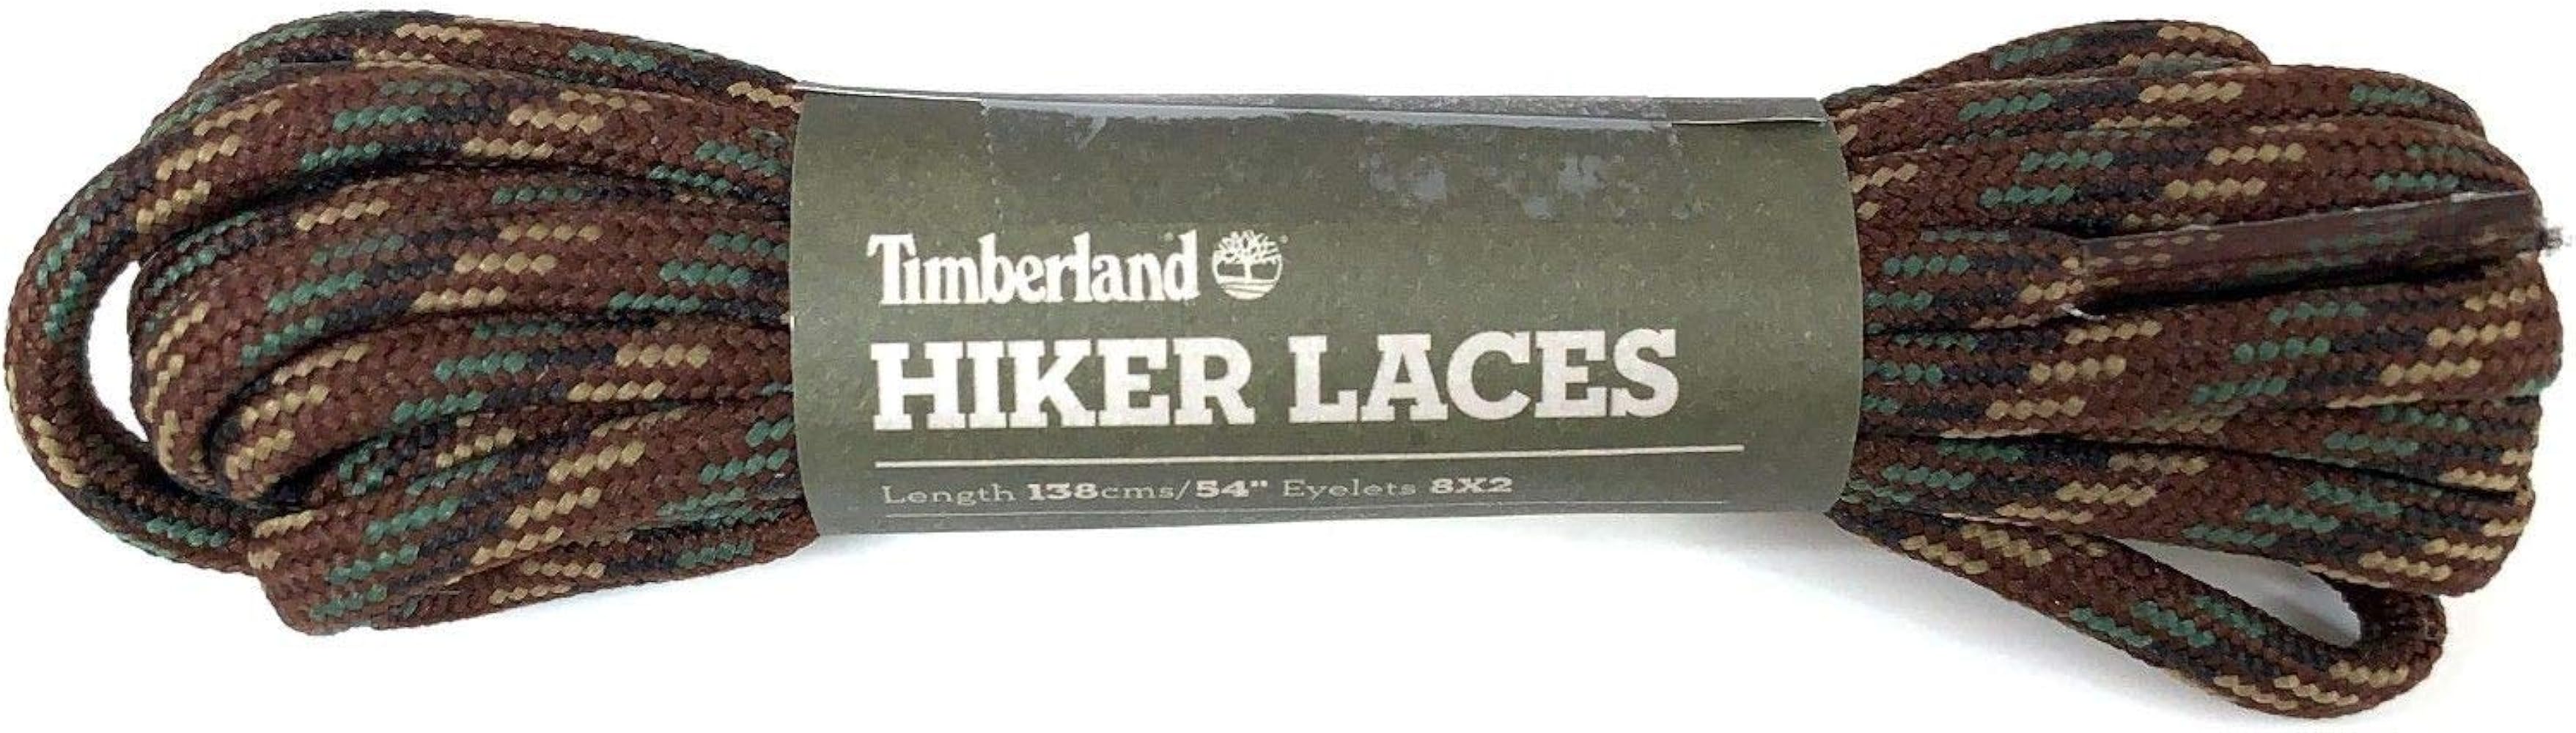 Timberland
HIKER LACES
Length 138cms/54" Eyelets 8X2